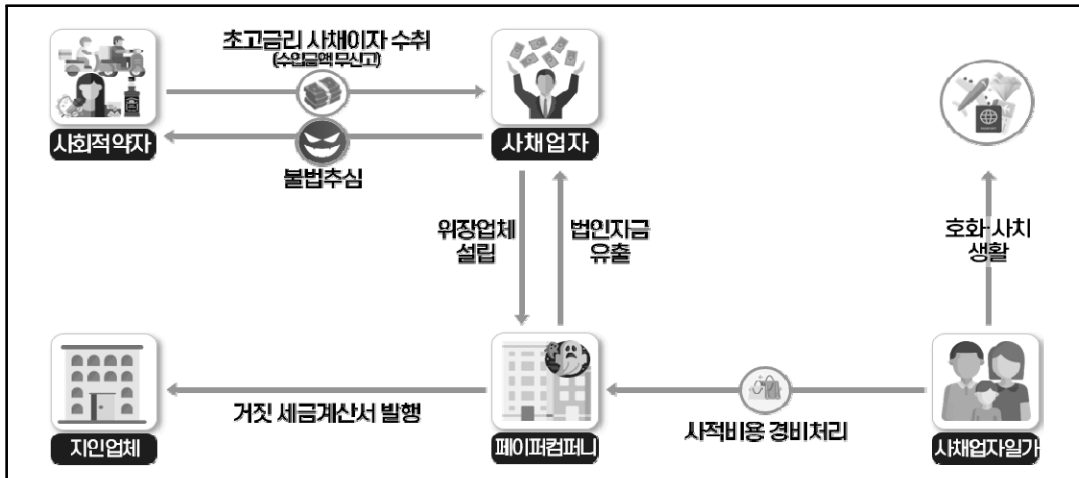 초고금리 사채이자 수취
(수입금액 무신고)
사회적약자
사채업자
불법추심
위장업체
설립
법인자금
유출
호화·사치
생활
거짓 세금계산서 발행
사적비용 경비처리
지인업체
페이퍼컴퍼니
사채업자일가